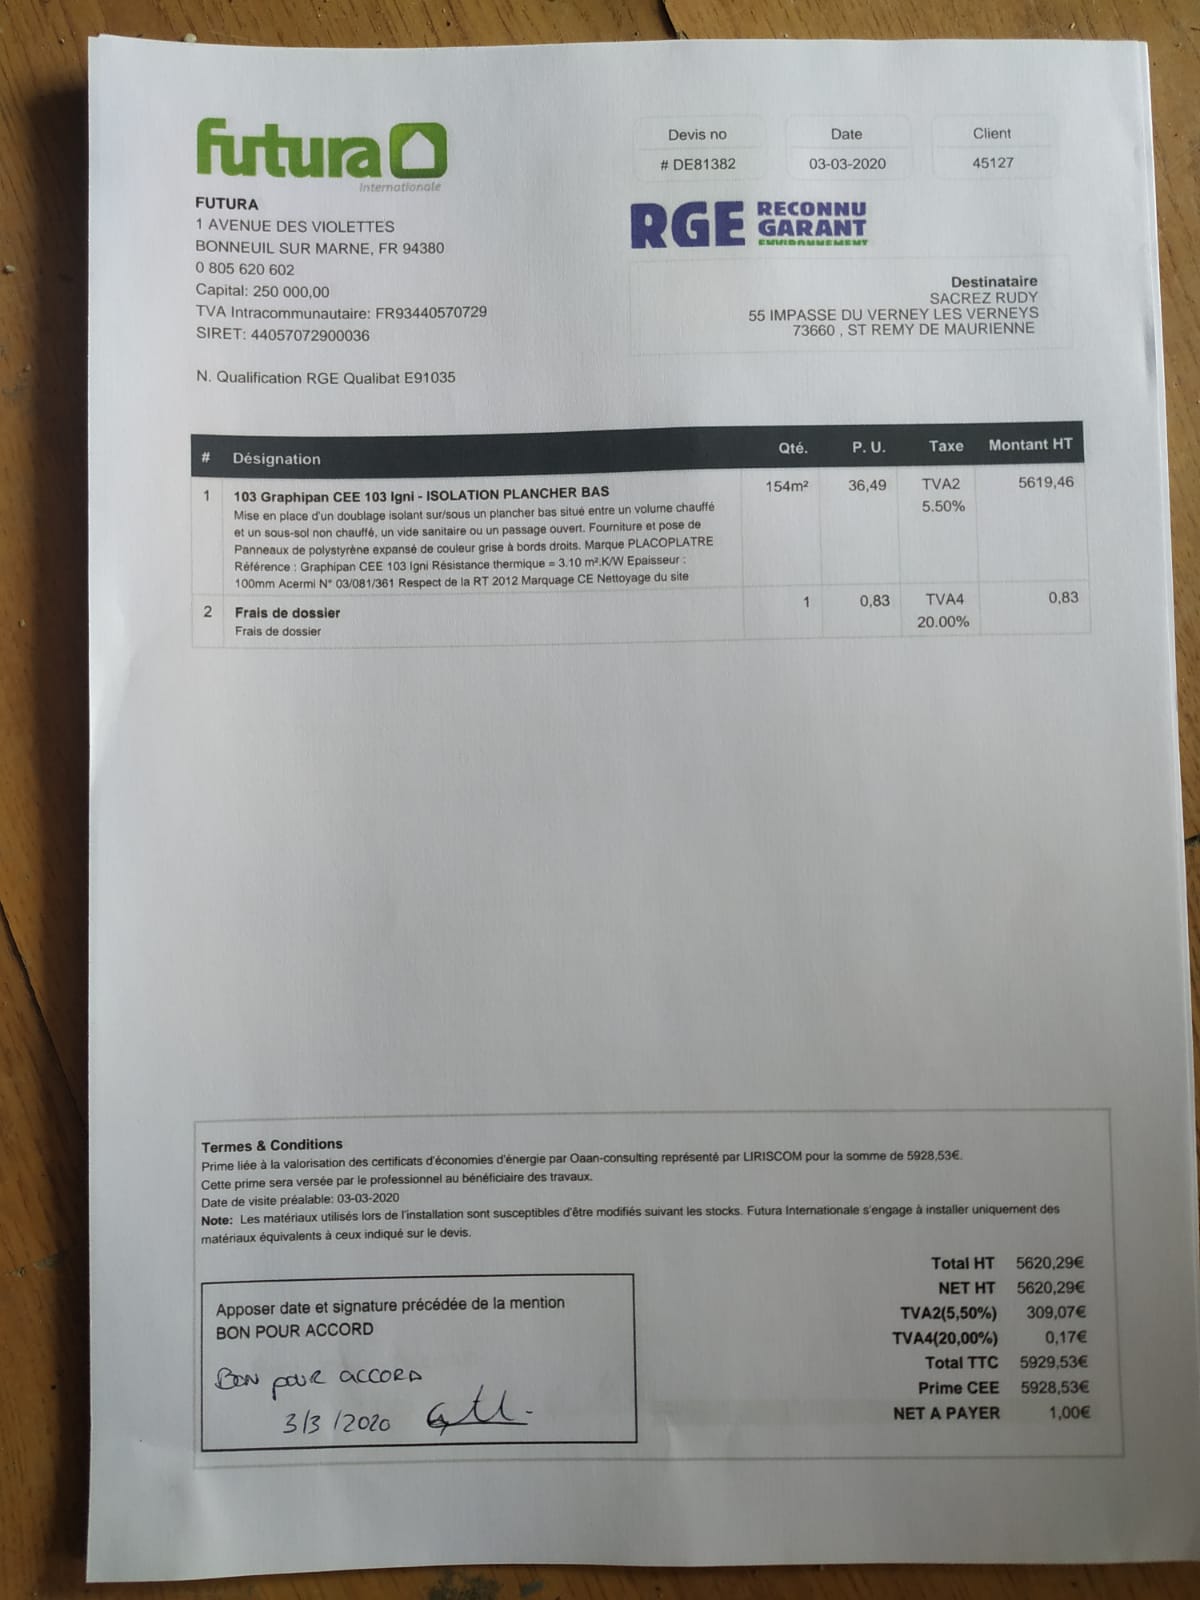 futura
Internationale
FUTURA
1 AVENUE DES VIOLETTES
BONNEUIL SUR MARNE, FR 94380
0 805 620 602
Capital: 250 000,00
TVA Intracommunautaire: FR93440570729
SIRET: 44057072900036
N. Qualification RGE Qualibat E91035
Devis no
# DE81382
Date
03-03-2020
Client
45127
RGE RECONNU
GARANT
ENVIRONNEMENT
Destinataire
SACREZ RUDY
55 IMPASSE DU VERNEY LES VERNEYS
73660 , ST REMY DE MAURIENNE
# Désignation Qté. P. U. Taxe Montant HT
1 103 Graphipan CEE 103 Igni - ISOLATION PLANCHER BAS 154m² 36,49 TVA2 5619,46
5.50%
Mise en place d'un doublage isolant sur/sous un plancher bas situé entre un volume chauffé
et un sous-sol non chauffé, un vide sanitaire ou un passage ouvert. Fourniture et pose de
Panneaux de polystyrène expansé de couleur grise à bords droits. Marque PLACOPLATRE
Référence : Graphipan CEE 103 Igni Résistance thermique = 3.10 m².K/W Epaisseur :
100mm Acermi N° 03/081/361 Respect de la RT 2012 Marquage CE Nettoyage du site
2 Frais de dossier 1 0,83 TVA4 0,83
20.00%
Frais de dossier
Termes & Conditions
Prime liée à la valorisation des certificats d'économies d'énergie par Oaan-consulting représenté par LIRISCOM pour la somme de 5928,53€.
Cette prime sera versée par le professionnel au bénéficiaire des travaux.
Date de visite préalable: 03-03-2020
Note: Les matériaux utilisés lors de l'installation sont susceptibles d'être modifiés suivant les stocks. Futura Internationale s'engage à installer uniquement des
matériaux équivalents à ceux indiqué sur le devis.
Apposer date et signature précédée de la mention
BON POUR ACCORD
Bon pour accord
3/3/2020
Total HT 5620,29€
NET HT 5620,29€
TVA2(5,50%) 309,07€
TVA4(20,00%) 0,17€
Total TTC 5929,53€
Prime CEE 5928,53€
NET A PAYER 1,00€